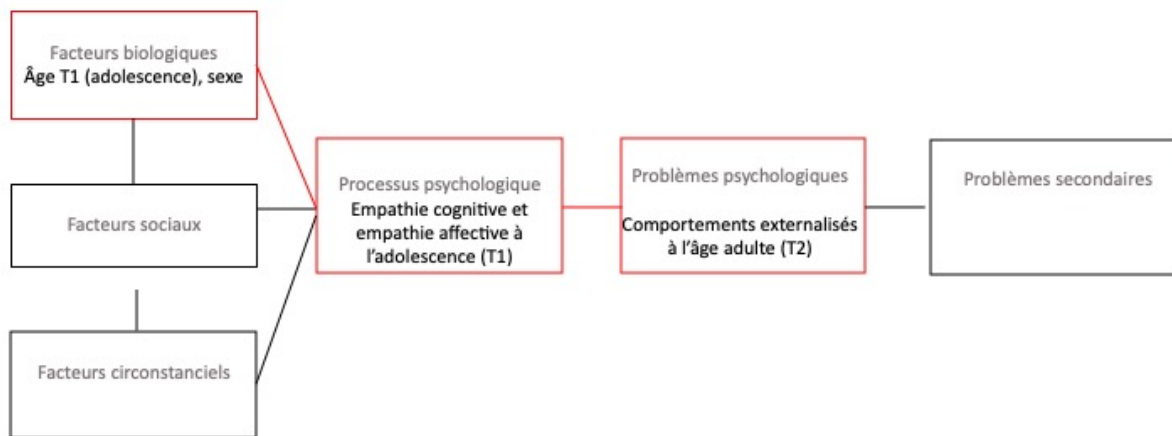 Facteurs biologiques
Âge T1 (adolescence), sexe
Facteurs sociaux
Facteurs circonstanciels
Processus psychologique
Empathie cognitive et
empathie affective à
l'adolescence (T1)
Problèmes psychologiques
Comportements externalisés
à l'âge adulte (T2)
Problèmes secondaires